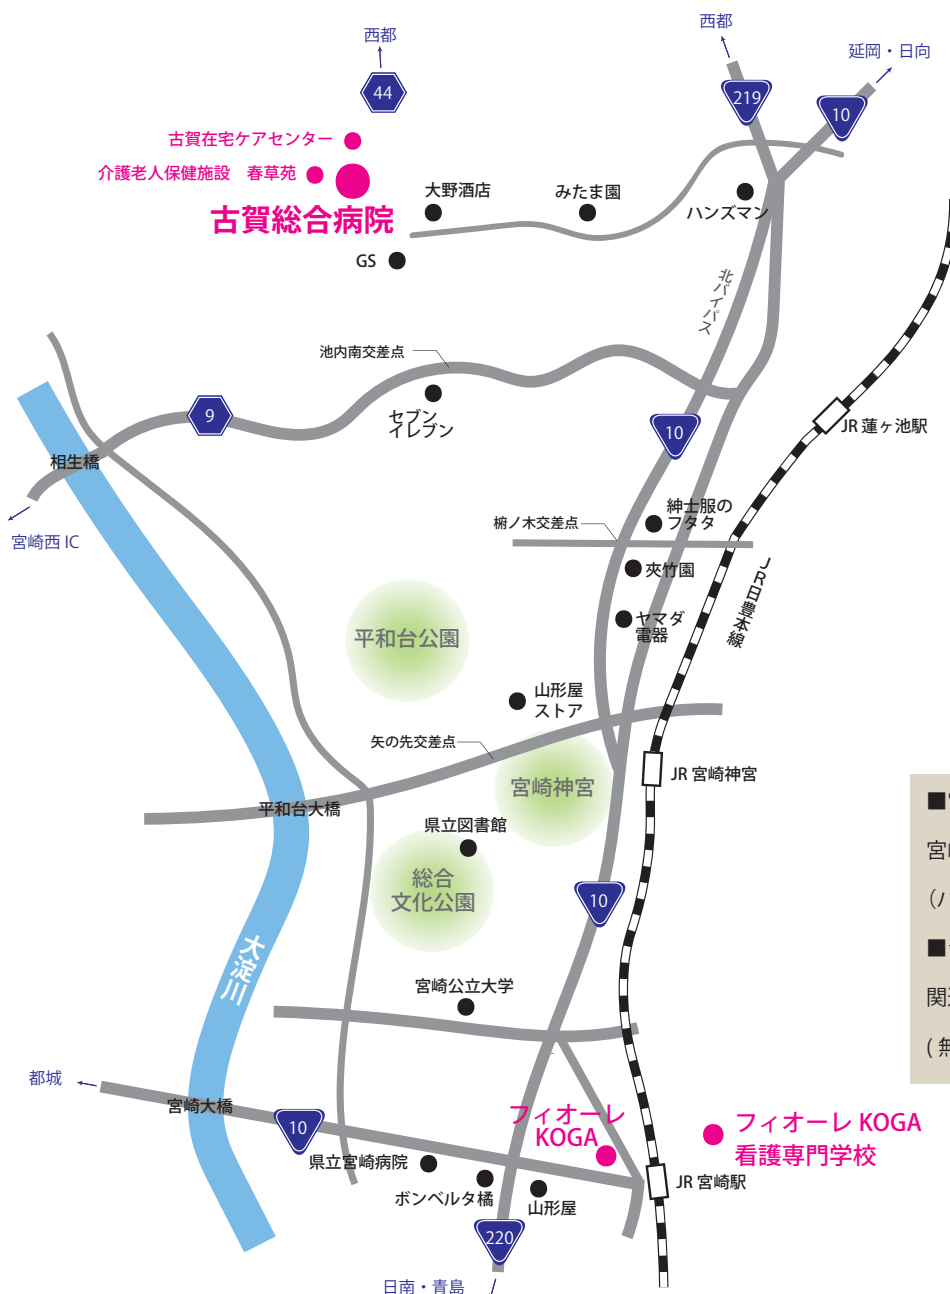 西都
西都
延岡・日向
44
219
10
古賀在宅ケアセンター
介護老人保健施設 春草苑
古賀総合病院
大野酒店
みたま園
ハンズマン
GS
北バイパス
池内南交差点
セブン
イレブン
9
10
JR 蓮ヶ池駅
相生橋
宮崎西 IC
紳士服の
フタタ
椨ノ木交差点
夾竹園
JR日豊本線
ヤマダ
電器
平和台公園
山形屋
ストア
矢の先交差点
宮崎神宮
JR 宮崎神宮
平和台大橋
県立図書館
総合
文化公園
10
大淀川
宮崎公立大学
都城
宮崎大橋
10
フィオーレ
KOGA
フィオーレ KOGA
看護専門学校
県立宮崎病院
ボンベルタ橘
山形屋
JR 宮崎駅
220
日南・青島